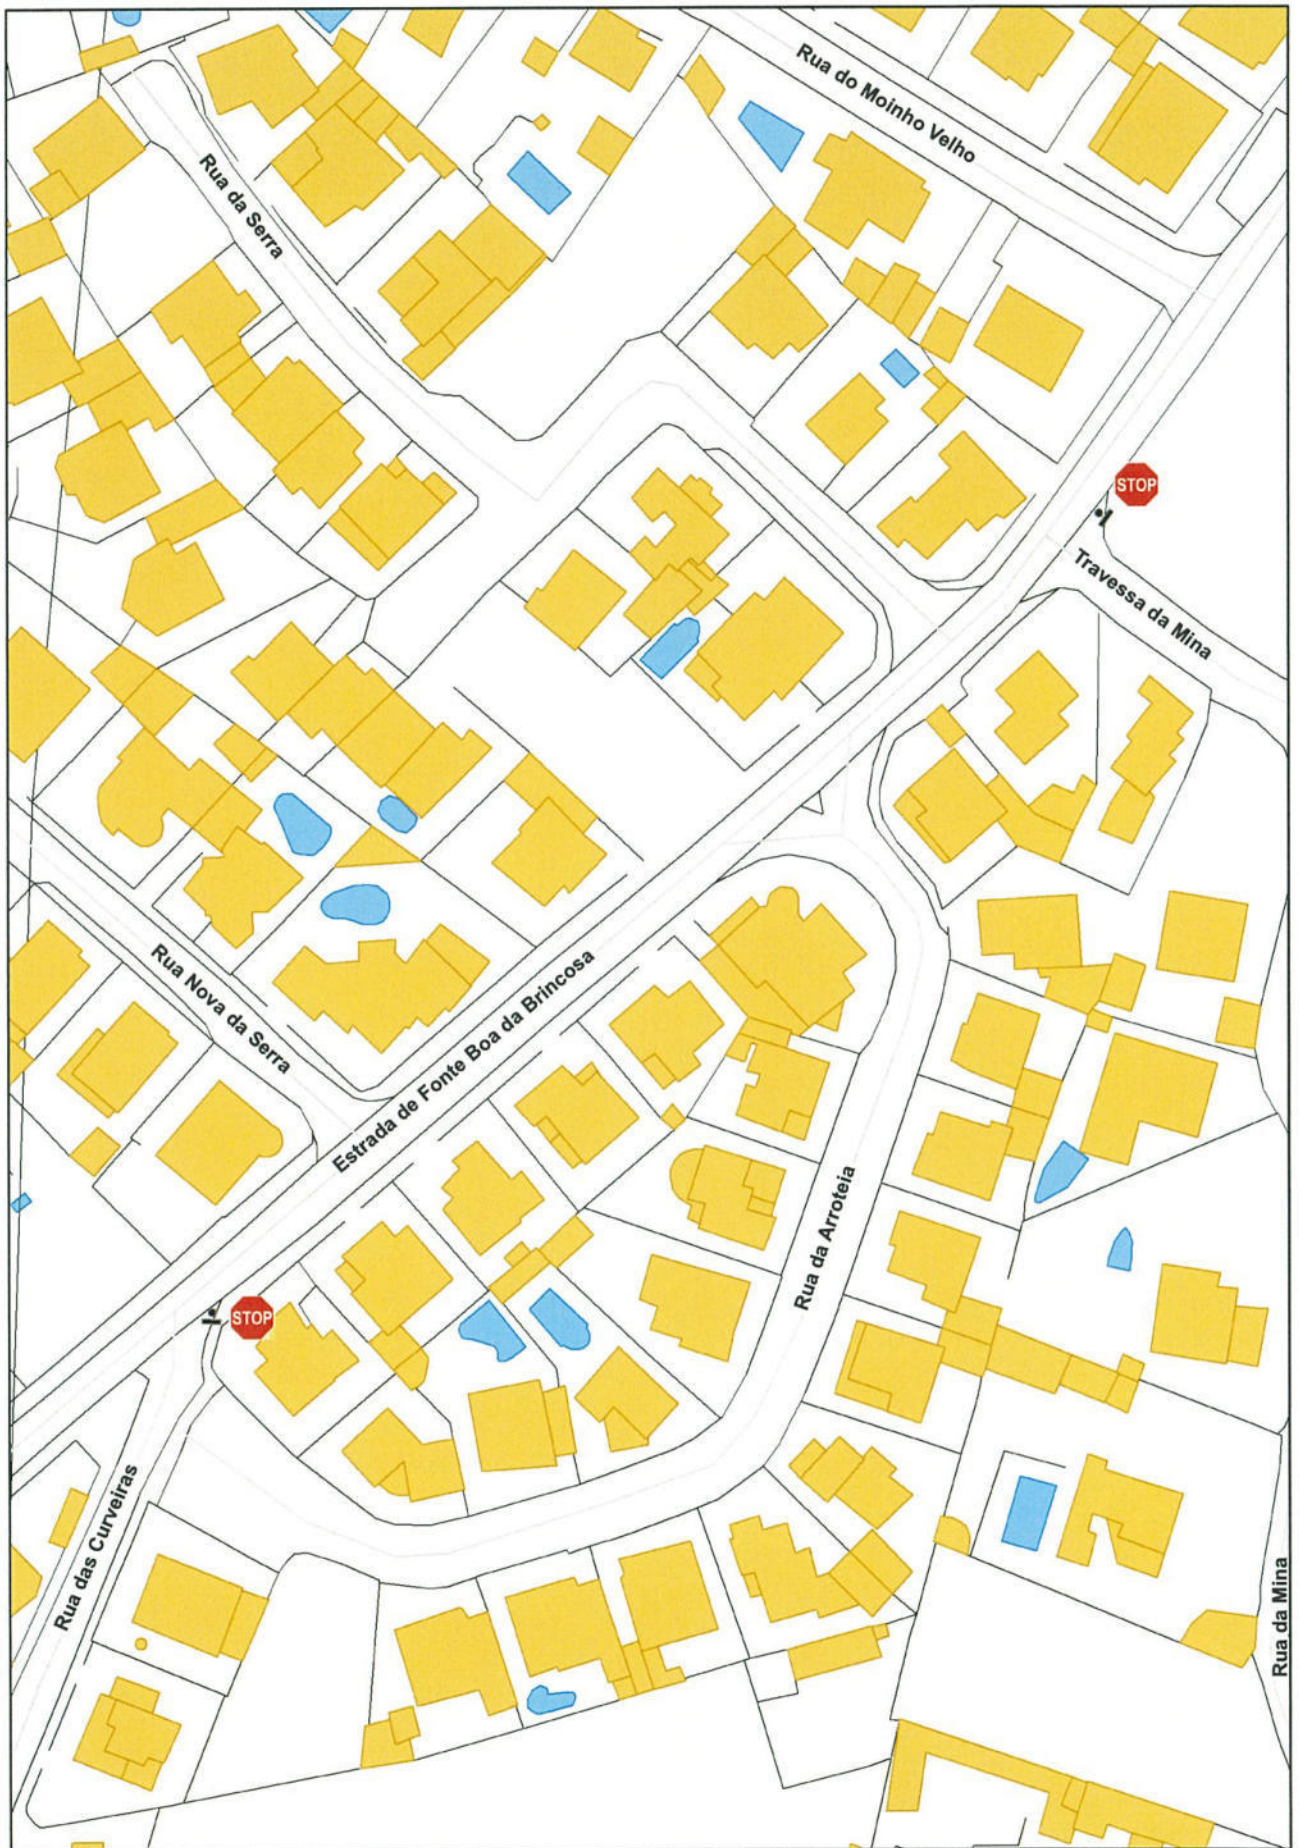 Rua do Moinho Velho
Rua da Serra
STOP
Travessa da Mina
Rua Nova da Serra
Estrada de Fonte Boa da Brincosa
Rua da Arroteia
STOP
Rua das Curveiras
Rua da Mina